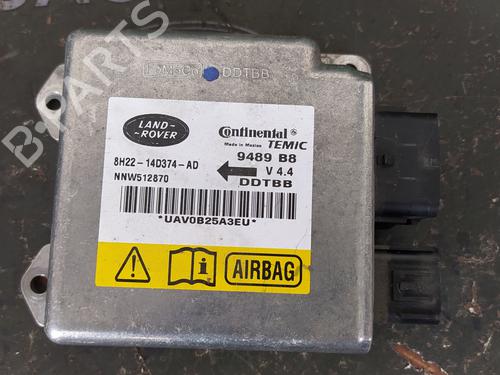 DDTBB
LAND-
-ROVER
Continental®
Made in Mexico TEMIC
8H22-14D374-AD
9489 B8
NNW512870
V 4.4
DDTBB
*UAV0B25A3EU*
AIRBAG
B-Parts